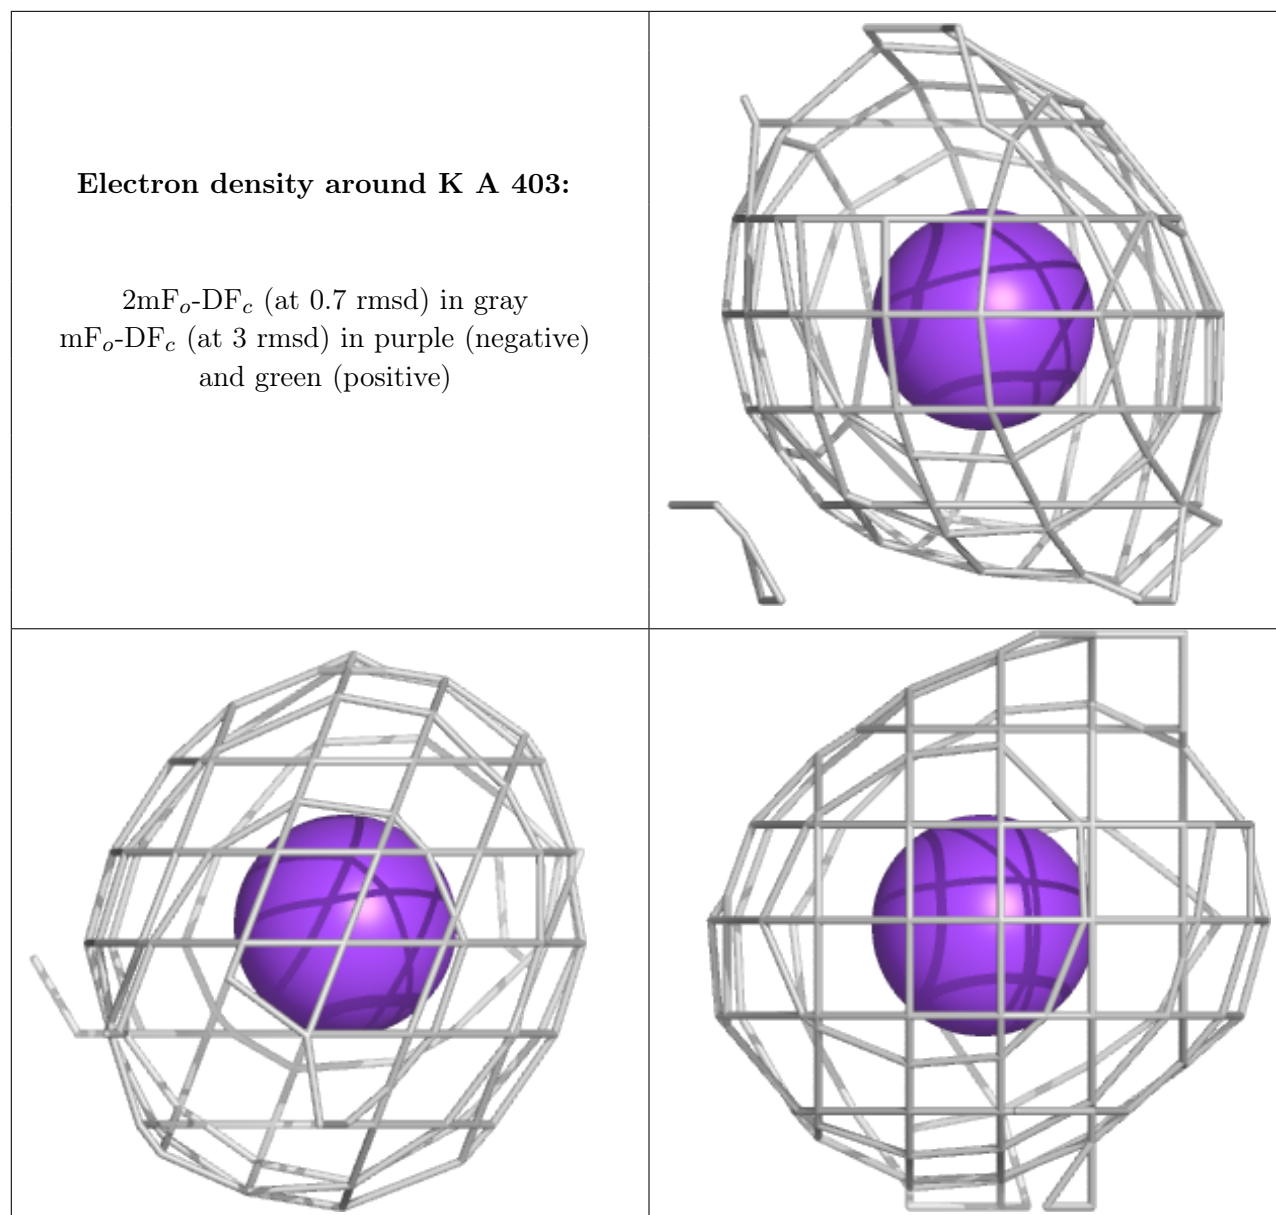 Electron density around K A 403:
2mFo-DFc (at 0.7 rmsd) in gray
mFo-DFc (at 3 rmsd) in purple (negative)
and green (positive)